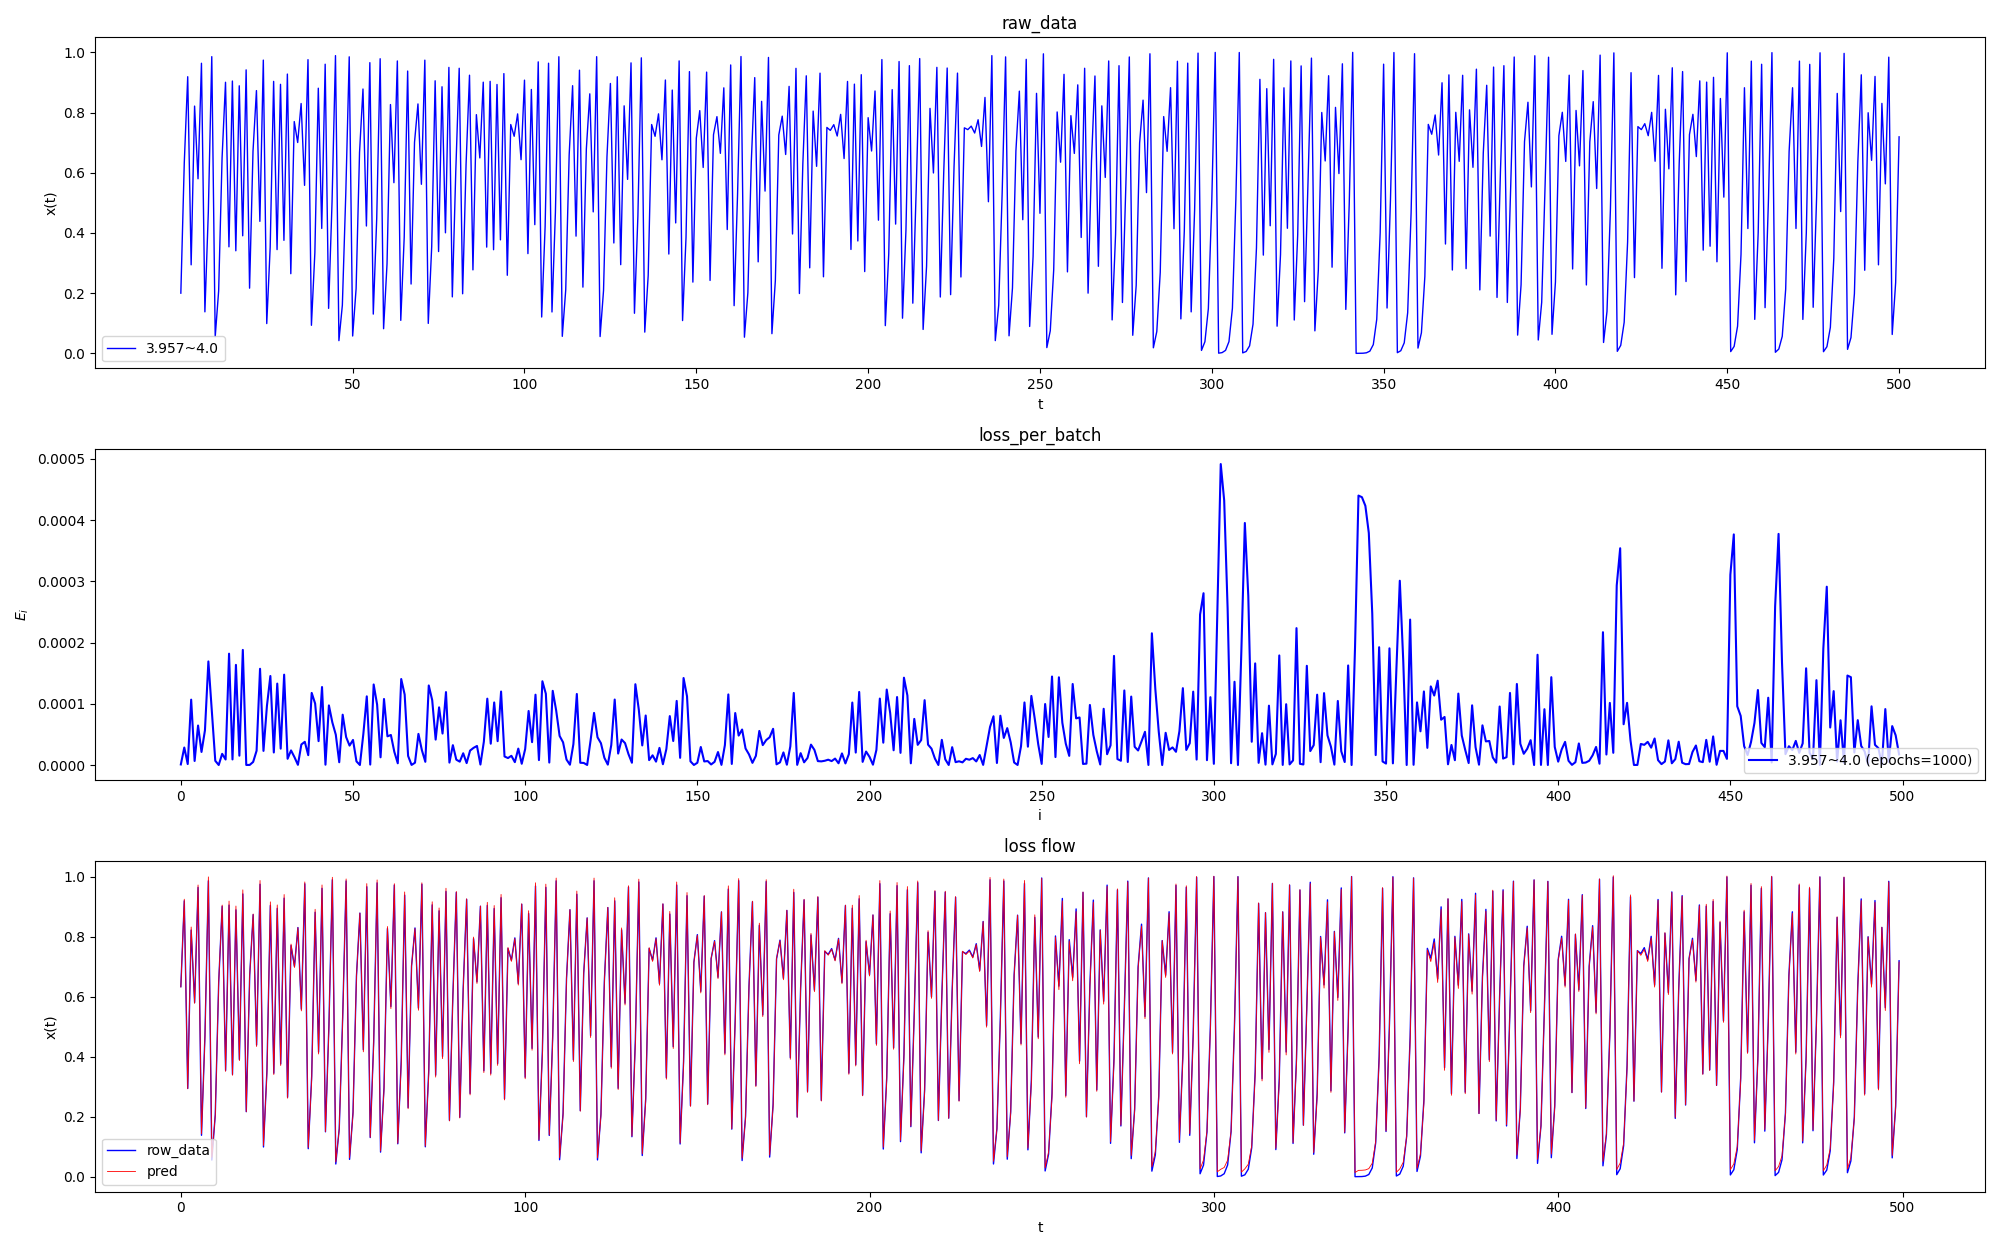 raw_data
1.0
0.8
0.6
0.4
0.2
0.0
x(t)
3.957~4.0
50 100 150 200 250 300 350 400 450 500
t
loss_per_batch
0.0005
0.0004
0.0003
0.0002
0.0001
0.0000
E_i
3.957~4.0 (epochs=1000)
0 50 100 150 200 250 300 350 400 450 500
i
loss flow
1.0
0.8
0.6
0.4
0.2
0.0
x(t)
row_data
pred
0 100 200 300 400 500
t